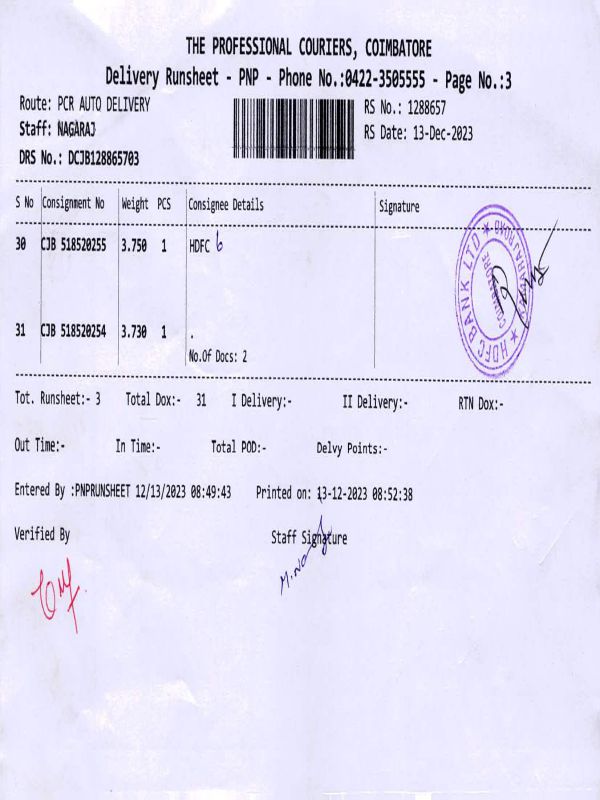 THE PROFESSIONAL COURIERS, COIMBATORE
Delivery Runsheet - PNP - Phone No.:0422-3505555 - Page No.:3
Route: PCR AUTO DELIVERY RS No.: 1288657
Staff: NAGARAJ RS Date: 13-Dec-2023
DRS No.: DCJB128865703
S No Consignment No Weight PCS Consignee Details Signature
30 CJB 518520255 3.750 1 HDFC 6
HDFC BANK LTD
COIMBATORE
31 CJB 518520254 3.730 1 .
No.Of Docs: 2
Tot. Runsheet:- 3 Total Dox:- 31 I Delivery:- II Delivery:- RTN Dox:-
Out Time:- In Time:- Total POD:- Delvy Points:-
Entered By :PNPRUNSHEET 12/13/2023 08:49:43 Printed on: 13-12-2023 08:52:38
Verified By Staff Signature